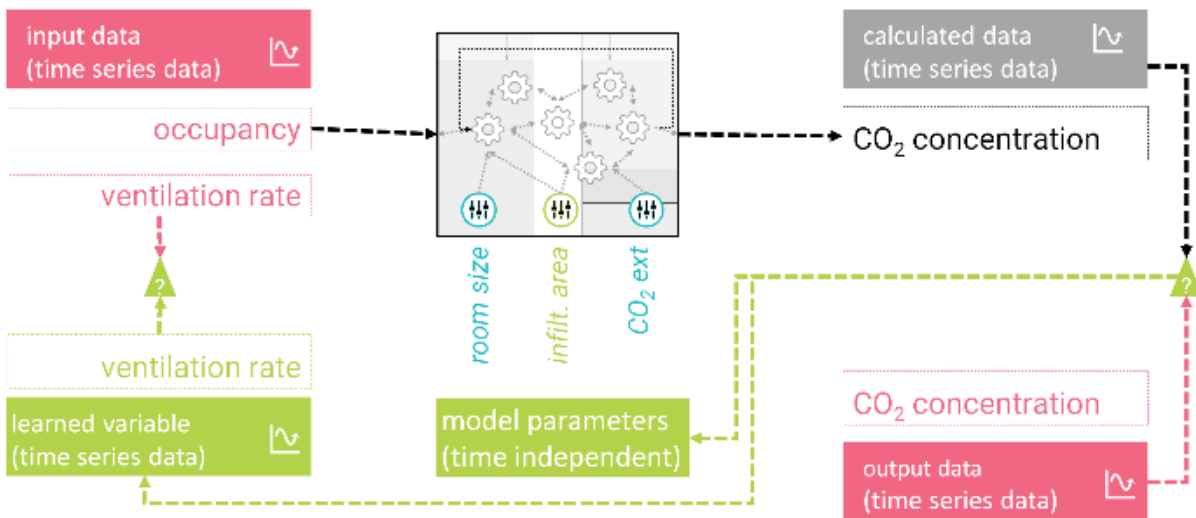 input data
(time series data)
occupancy
ventilation rate
?
ventilation rate
learned variable
(time series data)
room size
infilt. area
CO₂ ext
model parameters
(time independent)
calculated data
(time series data)
CO₂ concentration
?
CO₂ concentration
output data
(time series data)